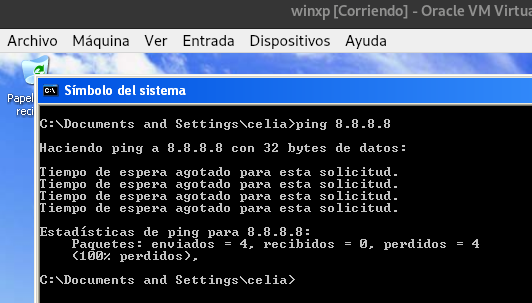 winxp [Corriendo] - Oracle VM Virtu
Archivo Máquina Ver Entrada Dispositivos Ayuda
Papel
reci
Símbolo del sistema
C:\Documents and Settings\celia>ping 8.8.8.8
Haciendo ping a 8.8.8.8 con 32 bytes de datos:
Tiempo de espera agotado para esta solicitud.
Tiempo de espera agotado para esta solicitud.
Tiempo de espera agotado para esta solicitud.
Tiempo de espera agotado para esta solicitud.
Estadísticas de ping para 8.8.8.8:
Paquetes: enviados = 4, recibidos = 0, perdidos = 4
(100% perdidos),
C:\Documents and Settings\celia>